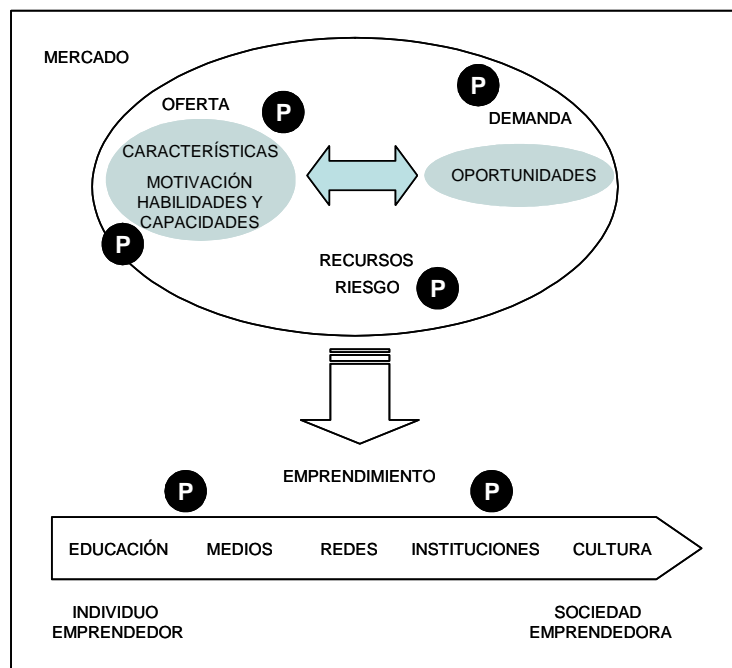 MERCADO
OFERTA
P
P
DEMANDA
CARACTERÍSTICAS
MOTIVACIÓN
HABILIDADES Y
CAPACIDADES
OPORTUNIDADES
P
RECURSOS
RIESGO
P
EMPRENDIMIENTO
P
P
EDUCACIÓN
MEDIOS
REDES
INSTITUCIONES
CULTURA
INDIVIDUO
EMPRENDEDOR
SOCIEDAD
EMPRENDEDORA